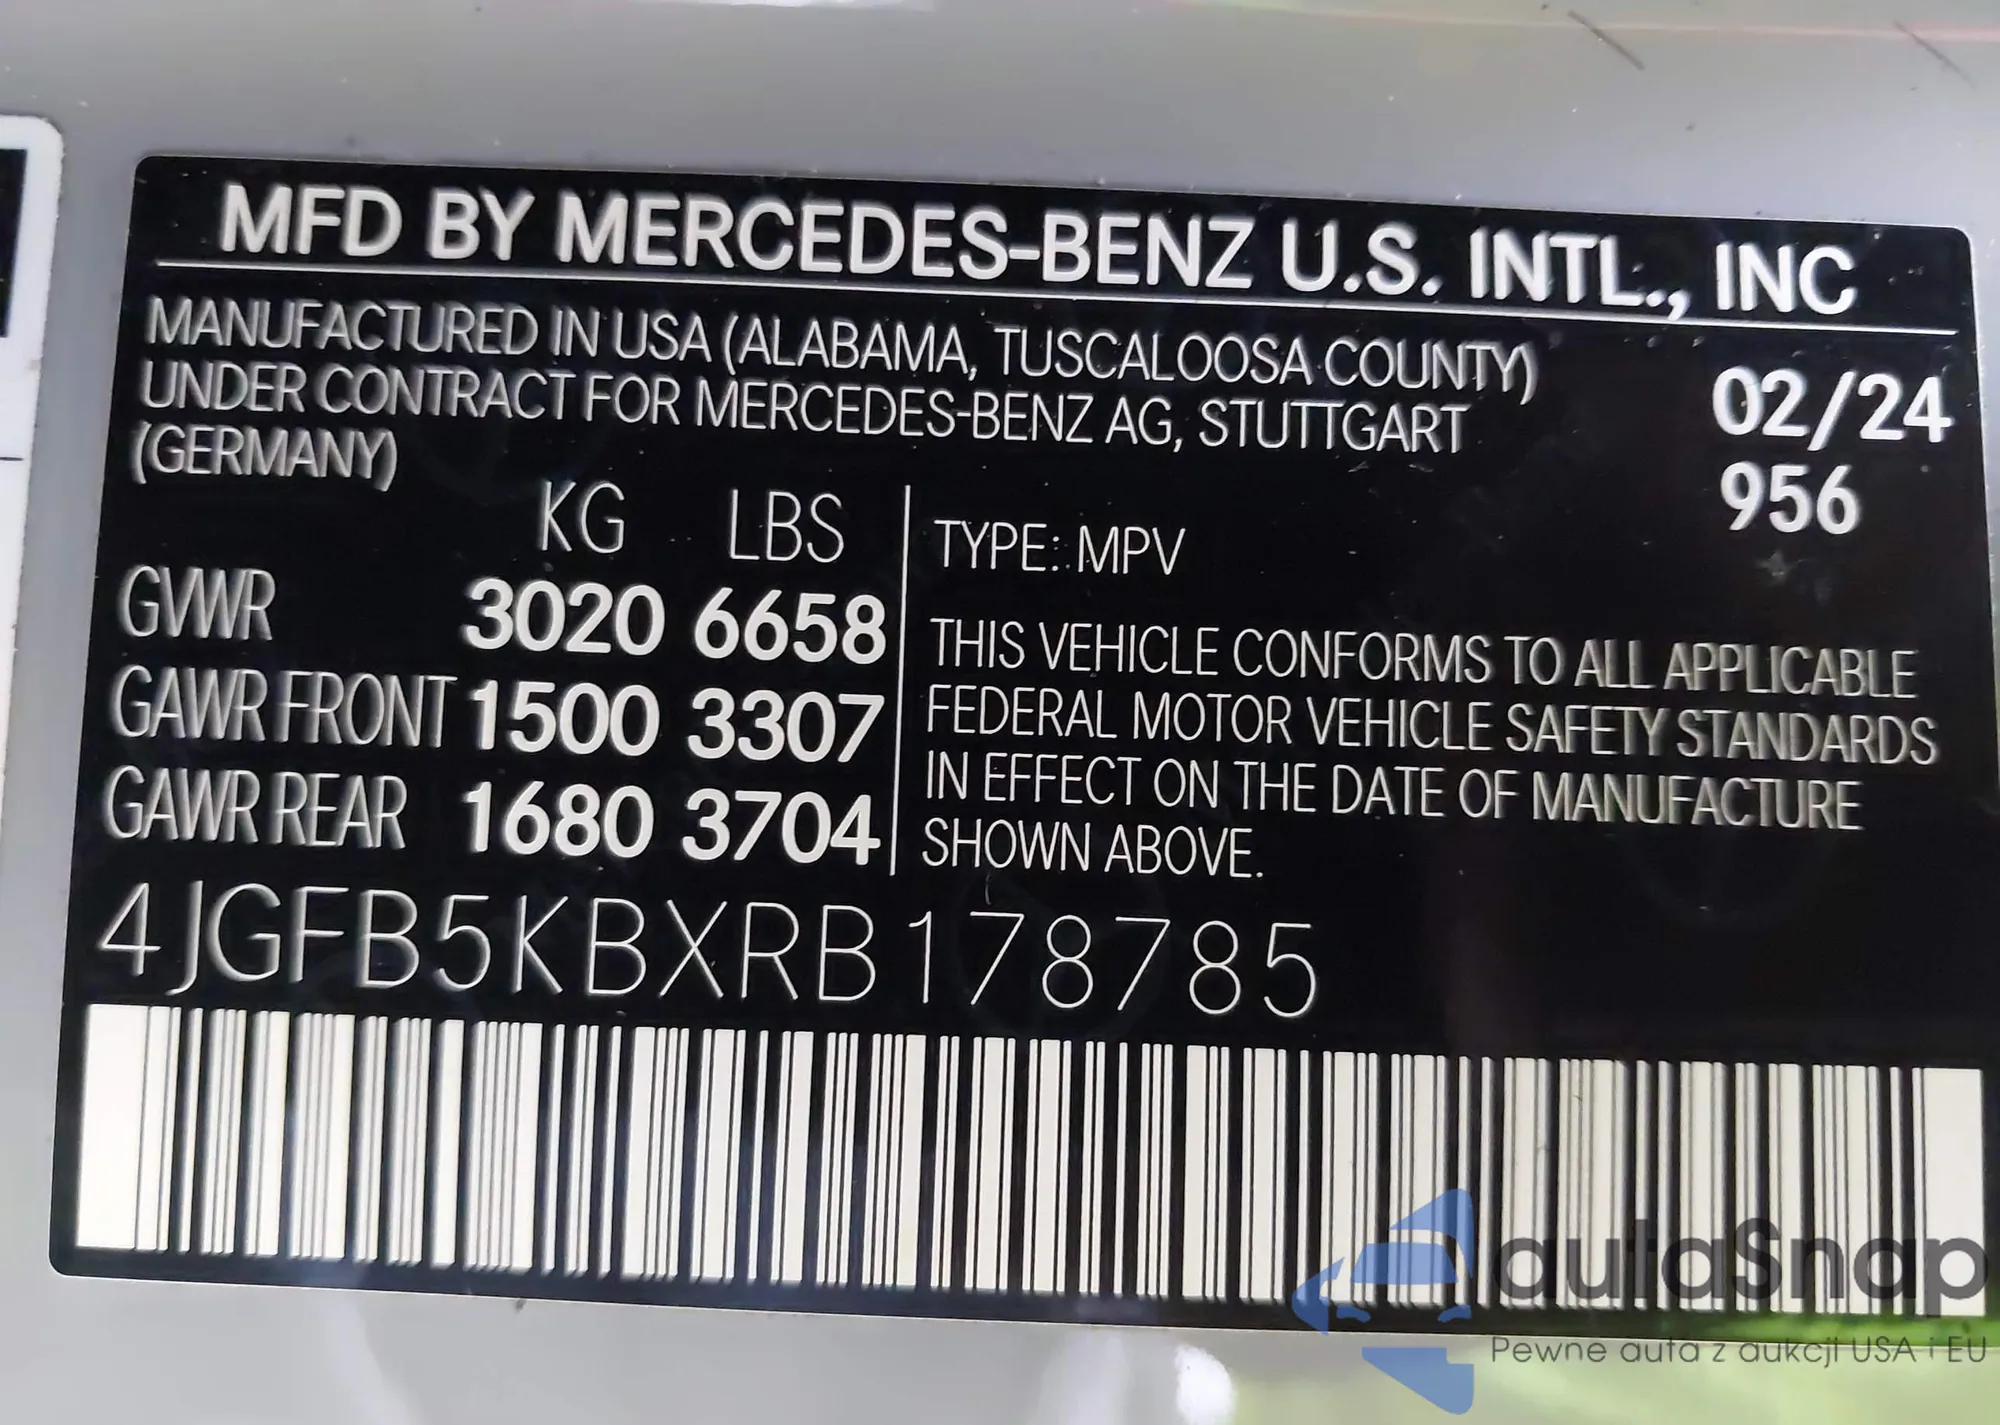 MFD BY MERCEDES-BENZ U.S. INTL., INC
MANUFACTURED IN USA (ALABAMA, TUSCALOOSA COUNTY)
UNDER CONTRACT FOR MERCEDES-BENZ AG, STUTTGART
(GERMANY)
02/24
956
KG LBS
GVWR 3020 6658
GAWR FRONT 1500 3307
GAWR REAR 1680 3704
TYPE: MPV
THIS VEHICLE CONFORMS TO ALL APPLICABLE
FEDERAL MOTOR VEHICLE SAFETY STANDARDS
IN EFFECT ON THE DATE OF MANUFACTURE
SHOWN ABOVE.
4JGFB5KBXRB178785
autaSnap
Pewne auta z aukcji USA i EU